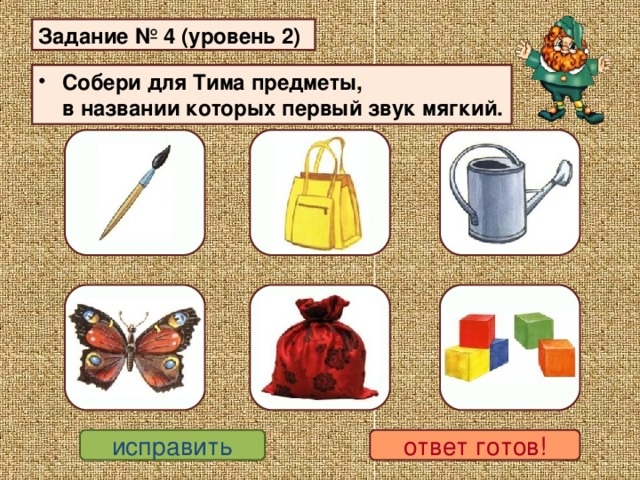 Задание № 4 (уровень 2)
• Собери для Тима предметы,
в названии которых первый звук мягкий.
исправить
ответ готов!